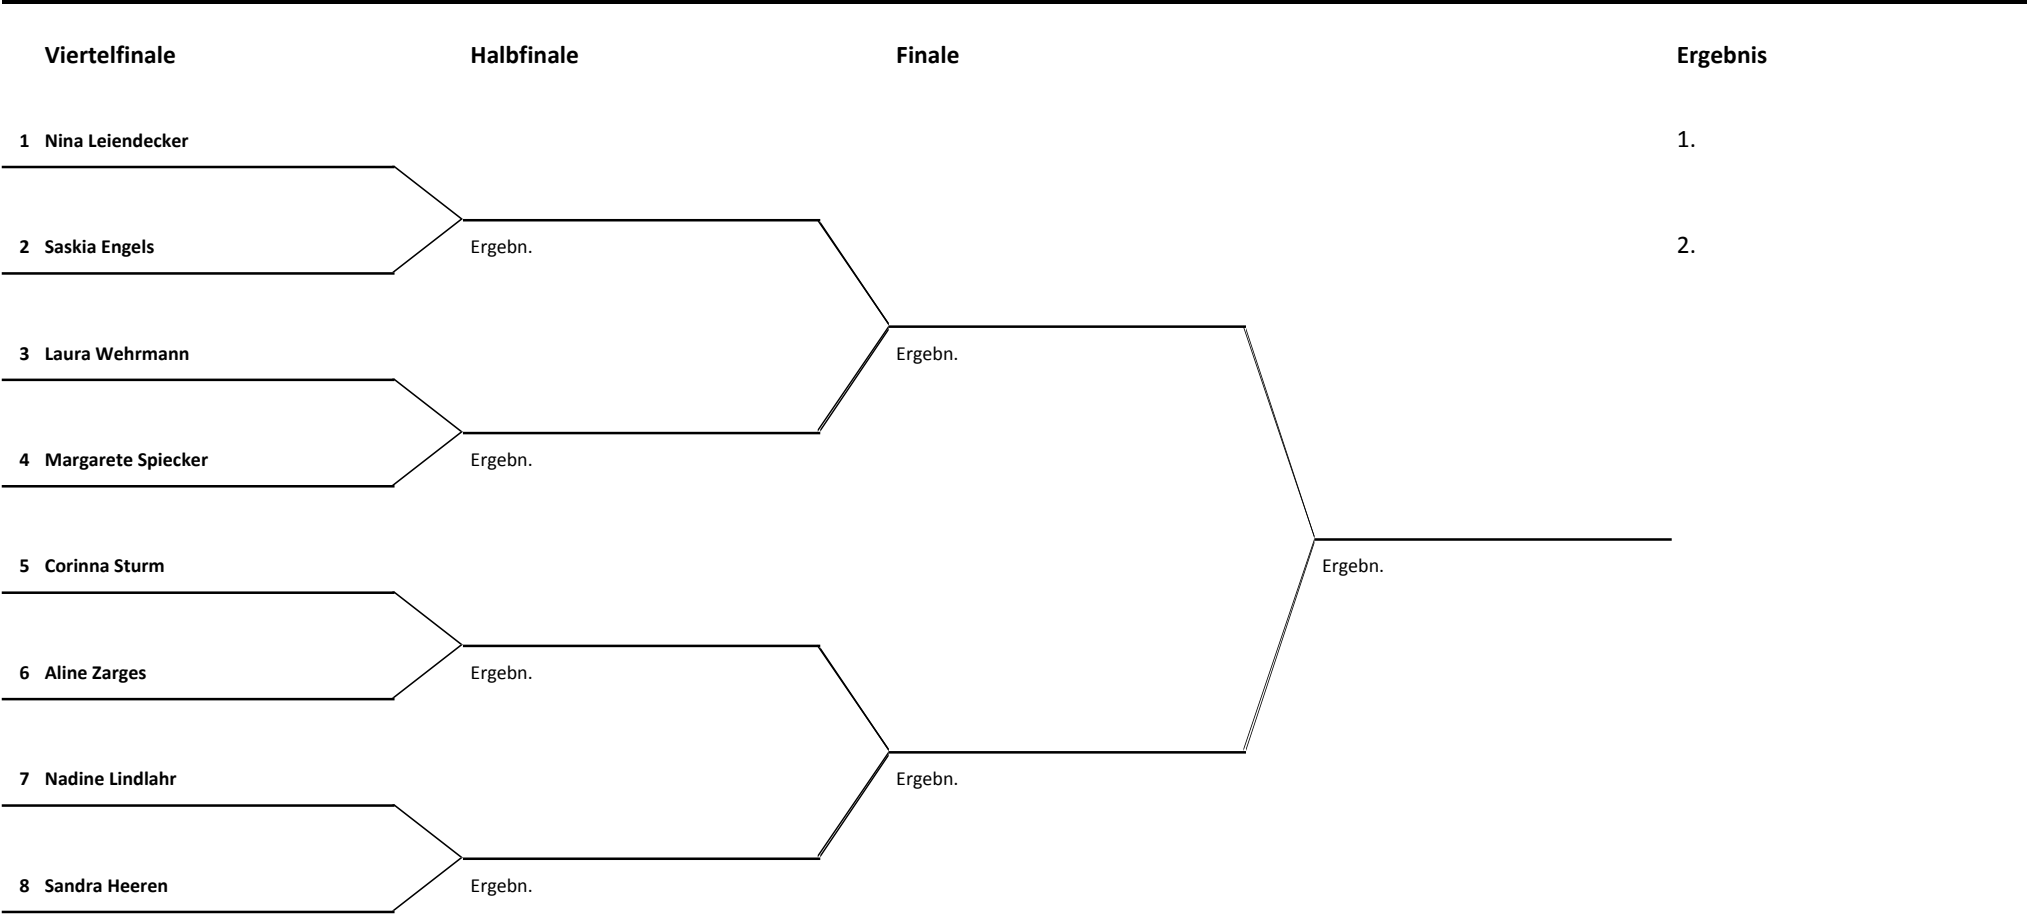 Viertelfinale Halbfinale Finale Ergebnis
1 Nina Leiendecker 1.
2 Saskia Engels Ergebn. 2.
3 Laura Wehrmann Ergebn.
4 Margarete Spiecker Ergebn.
5 Corinna Sturm Ergebn.
6 Aline Zarges Ergebn.
7 Nadine Lindlahr Ergebn.
8 Sandra Heeren Ergebn.